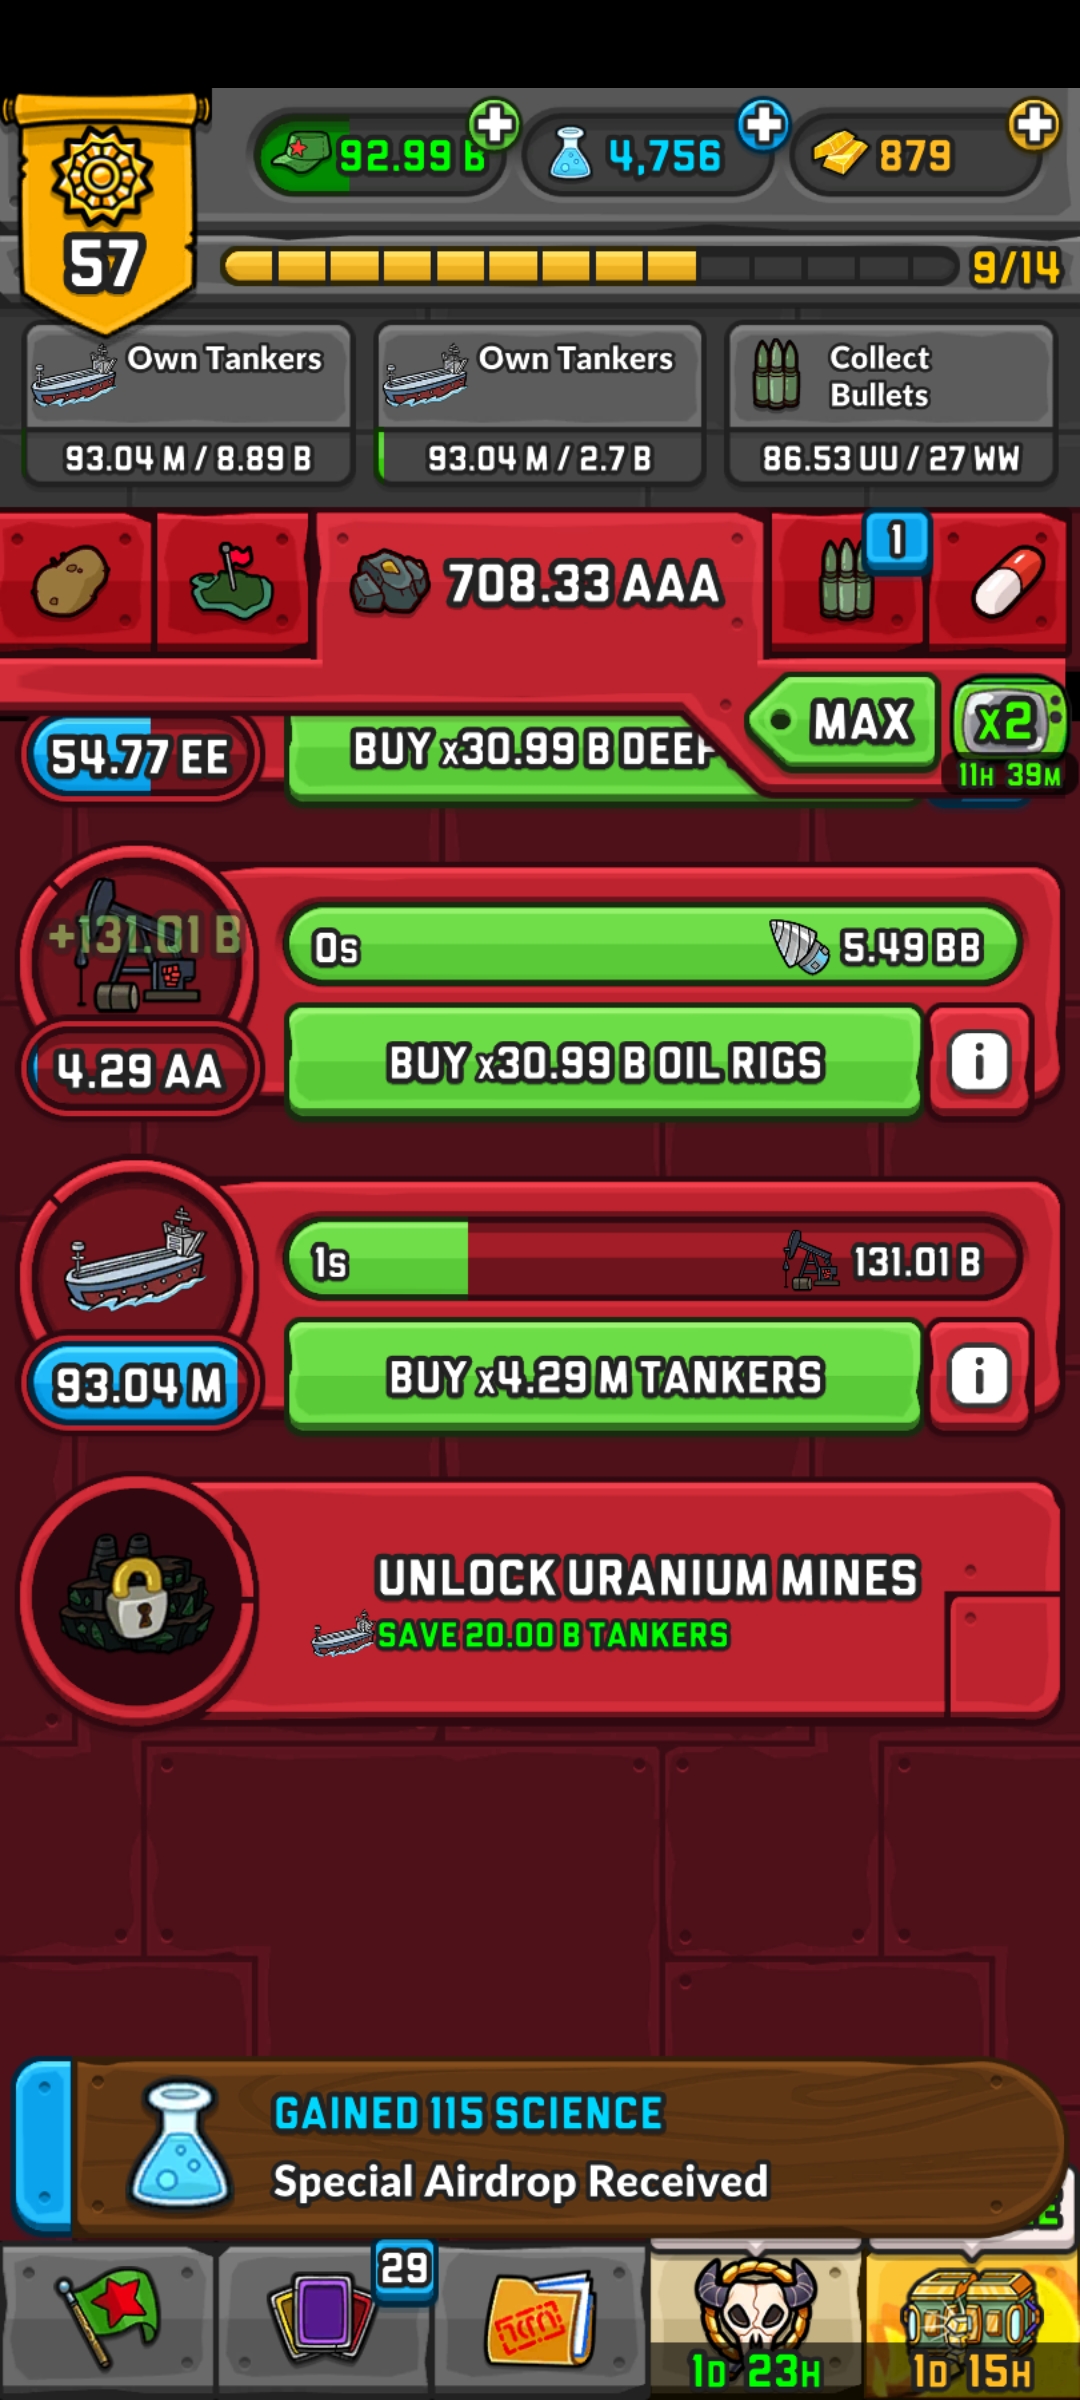 57
92.99 B
4,756
879
9/14
Own Tankers
93.04 M / 8.89 B
Own Tankers
93.04 M / 2.7 B
Collect
Bullets
86.53 UU / 27 WW
708.33 AAA
1
MAX
x2
11H 39M
54.77 EE
BUY x30.99 B DEEP
+131.01 B
0s
5.49 BB
4.29 AA
BUY x30.99 B OIL RIGS
i
1s
131.01 B
93.04 M
BUY x4.29 M TANKERS
i
UNLOCK URANIUM MINES
SAVE 20.00 B TANKERS
GAINED 115 SCIENCE
Special Airdrop Received
29
1D 23H
1D 15H